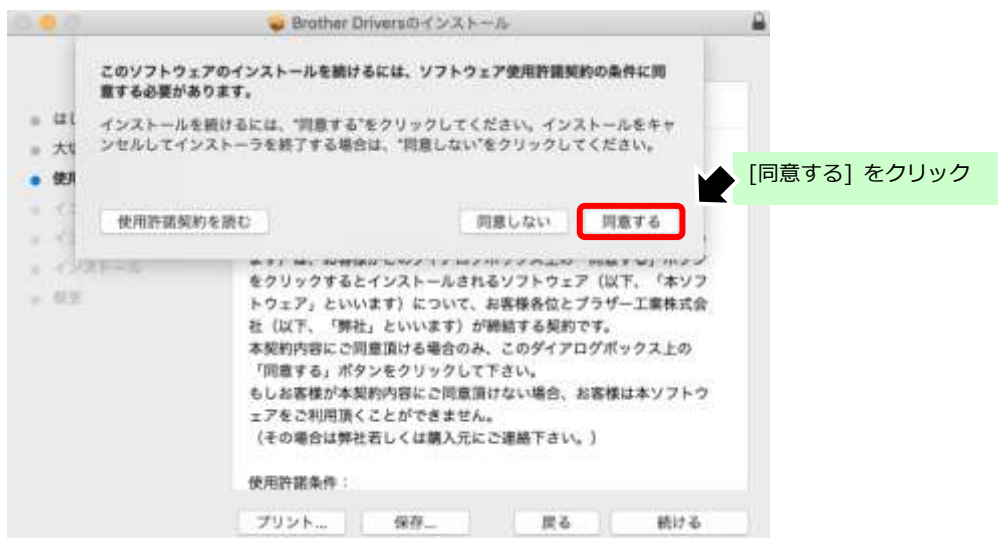 Brother Driversのインストール
このソフトウェアのインストールを続けるには、ソフトウェア使用許諾契約の条件に同
意する必要があります。
インストールを続けるには、"同意する"をクリックしてください。インストールをキャ
ンセルしてインストーラを終了する場合は、"同意しない"をクリックしてください。
はじ
大切
使用
使用許諾契約を読む
同意しない
同意する
[同意する] をクリック
インストール
概要
をクリックするとインストールされるソフトウェア（以下、「本ソフ
トウェア」といいます）について、お客様各位とブラザー工業株式会
社（以下、「弊社」といいます）が締結する契約です。
本契約内容にご同意頂ける場合のみ、このダイアログボックス上の
「同意する」ボタンをクリックして下さい。
もしお客様が本契約内容にご同意頂けない場合、お客様は本ソフトウ
ェアをご利用頂くことができません。
（その場合は弊社若しくは購入元にご連絡下さい。）
使用許諾条件：
プリント...
保存...
戻る
続ける